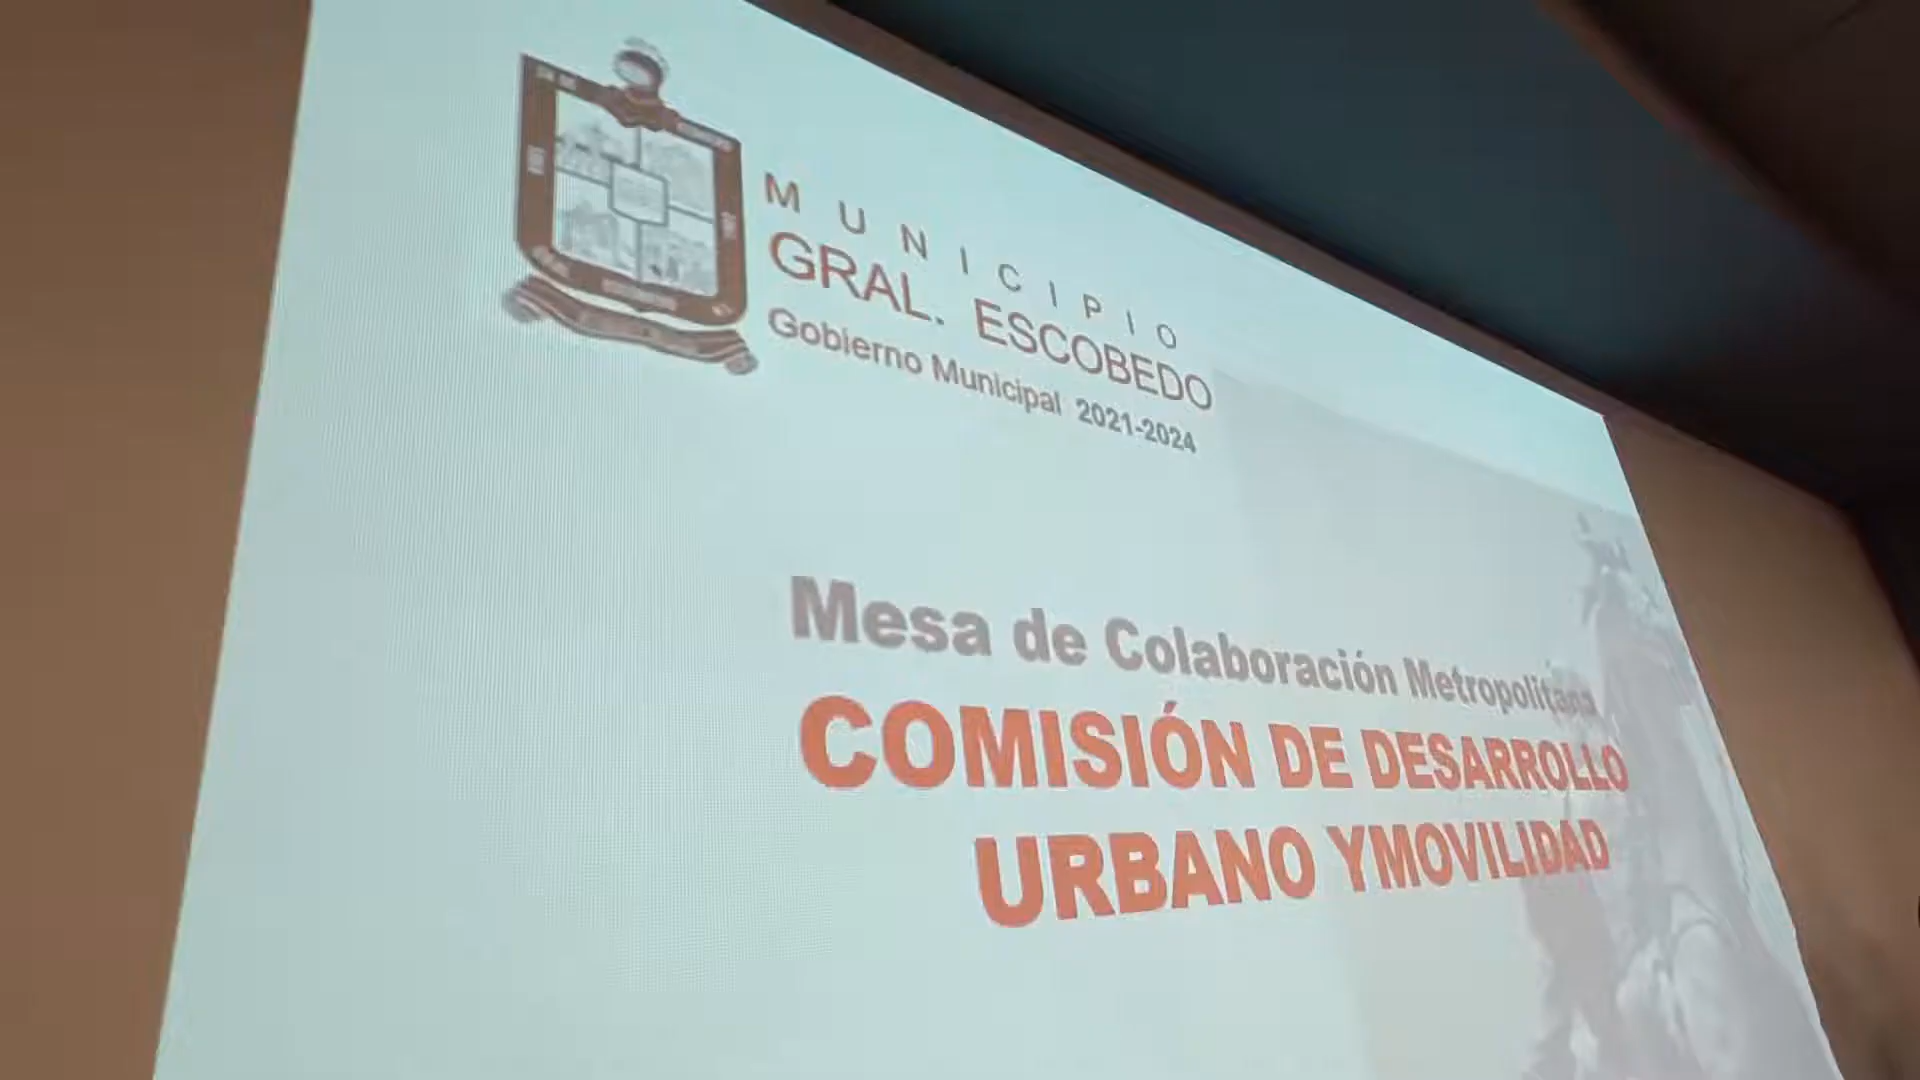 MUNICIPIO
GRAL. ESCOBEDO
Gobierno Municipal 2021-2024
Mesa de Colaboración Metropolitana
COMISIÓN DE DESARROLLO
URBANO YMOVILIDAD